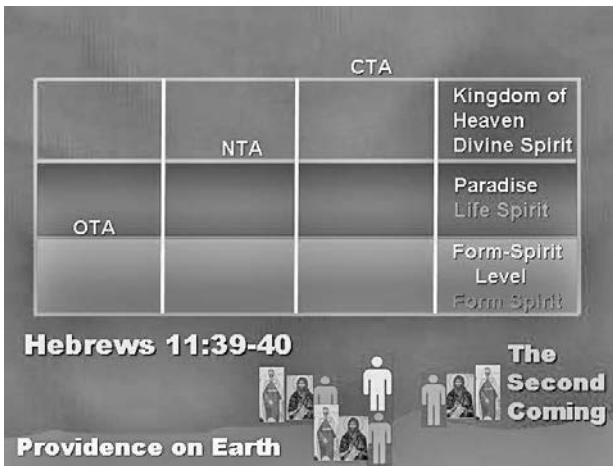 CTA
Kingdom of
Heaven
Divine Spirit
NTA
Paradise
Life Spirit
OTA
Form-Spirit
Level
Form Spirit
Hebrews 11:39-40
The
Second
Coming
Providence on Earth